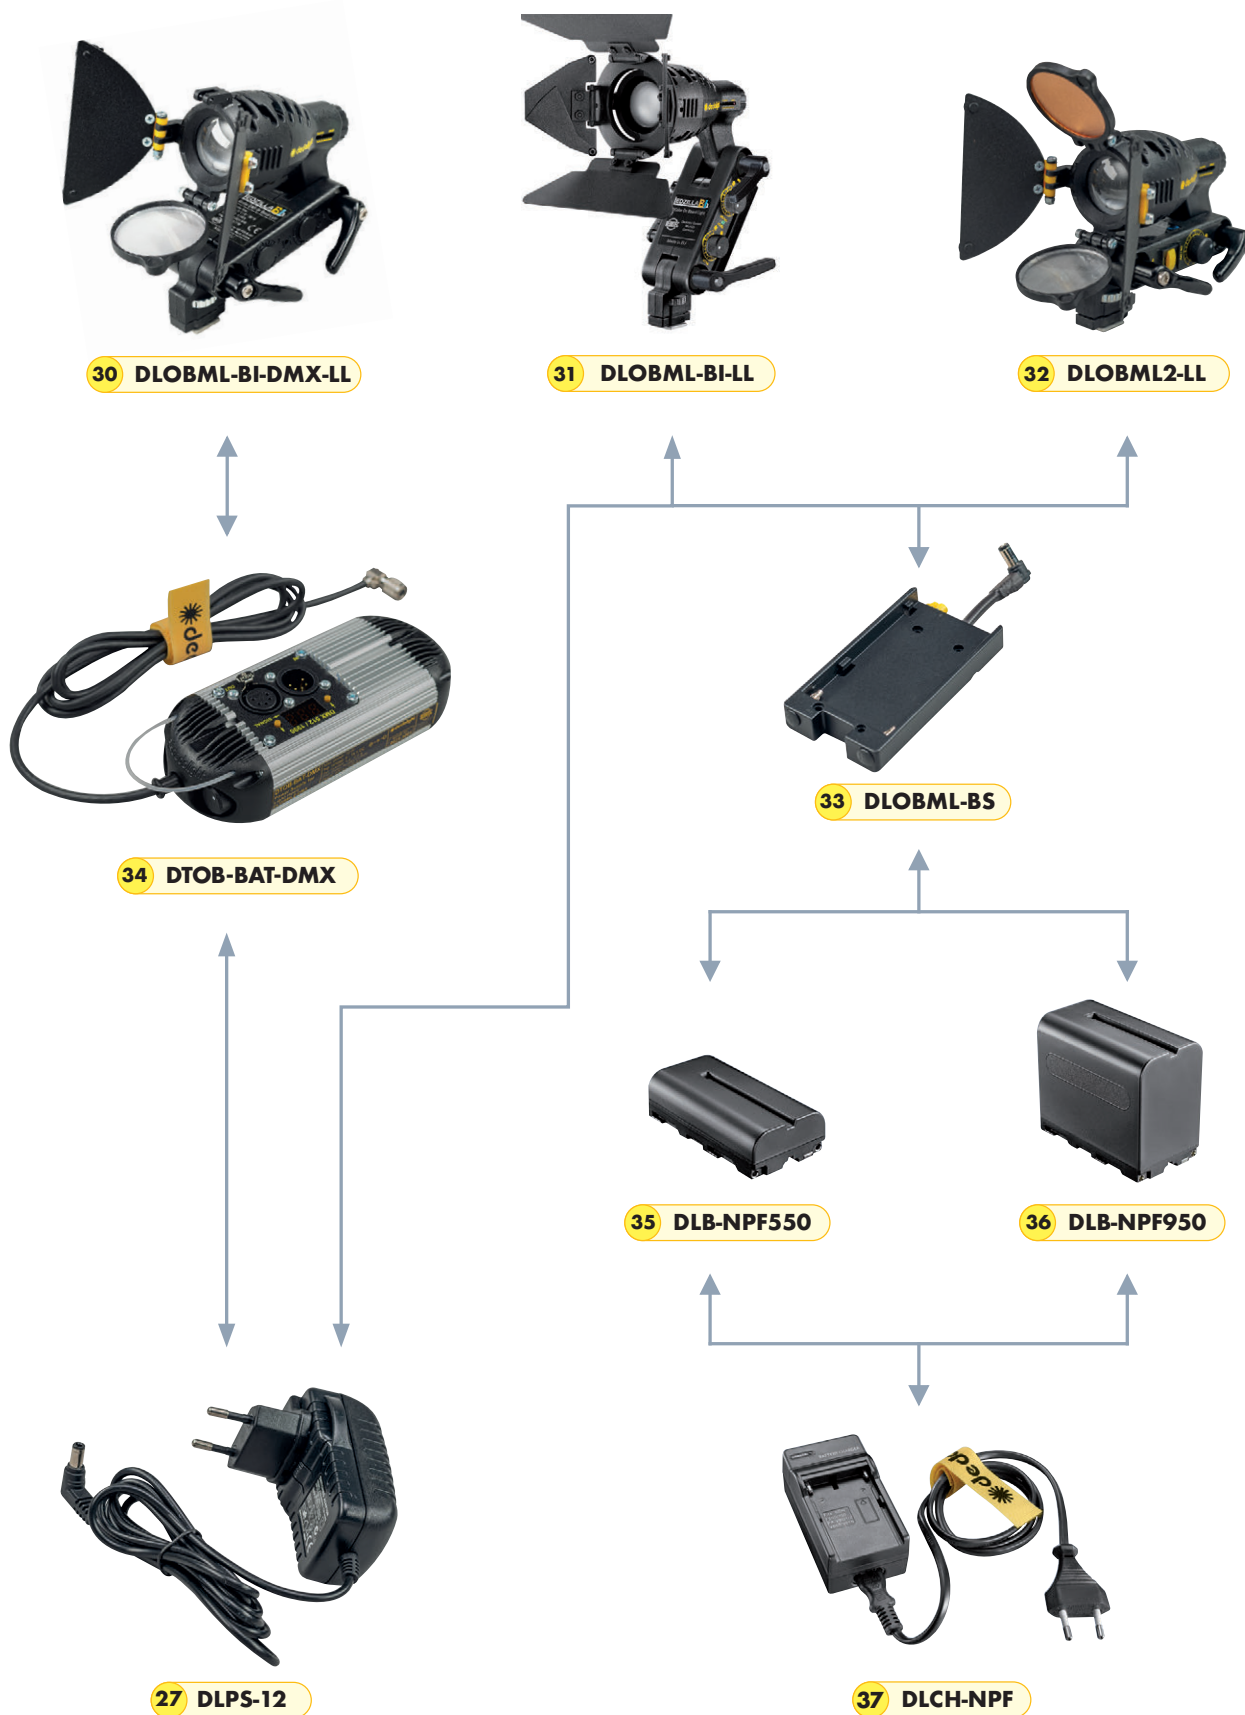 30 DLOBML-BI-DMX-LL
31 DLOBML-BI-LL
32 DLOBML2-LL
33 DLOBML-BS
34 DTOB-BAT-DMX
35 DLB-NPF550
36 DLB-NPF950
27 DLPS-12
37 DLCH-NPF